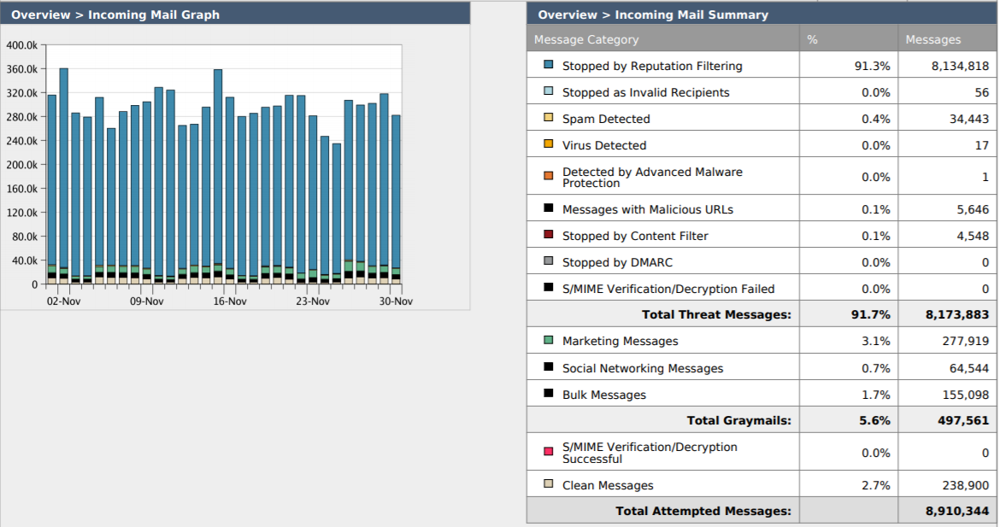 Overview > Incoming Mail Graph
400.0k
360.0k
320.0k
280.0k
240.0k
200.0k
160.0k
120.0k
80.0k
40.0k
0
02-Nov 09-Nov 16-Nov 23-Nov 30-Nov
Overview > Incoming Mail Summary
Message Category % Messages
Stopped by Reputation Filtering 91.3% 8,134,818
Stopped as Invalid Recipients 0.0% 56
Spam Detected 0.4% 34,443
Virus Detected 0.0% 17
Detected by Advanced Malware
Protection 0.0% 1
Messages with Malicious URLs 0.1% 5,646
Stopped by Content Filter 0.1% 4,548
Stopped by DMARC 0.0% 0
S/MIME Verification/Decryption Failed 0.0% 0
Total Threat Messages: 91.7% 8,173,883
Marketing Messages 3.1% 277,919
Social Networking Messages 0.7% 64,544
Bulk Messages 1.7% 155,098
Total Graymails: 5.6% 497,561
S/MIME Verification/Decryption
Successful 0.0% 0
Clean Messages 2.7% 238,900
Total Attempted Messages: 8,910,344